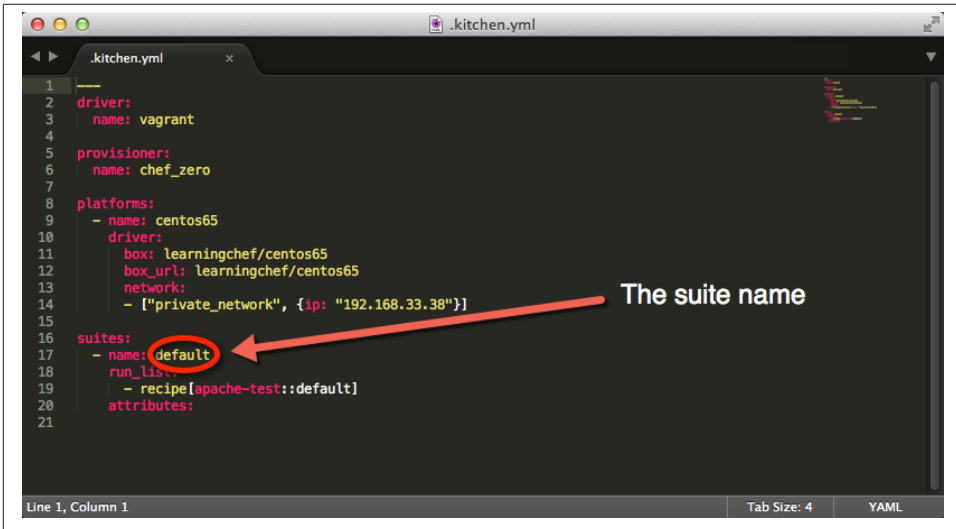 .kitchen.yml
.kitchen.yml ×
1 ---
2 driver:
3 name: vagrant
4
5 provisioner:
6 name: chef_zero
7
8 platforms:
9 - name: centos65
10 driver:
11 box: learningchef/centos65
12 box_url: learningchef/centos65
13 network:
14 - ["private_network", {ip: "192.168.33.38"}]
15
16 suites:
17 - name: default
18 run_list:
19 - recipe[apache-test::default]
20 attributes:
21
The suite name
Line 1, Column 1 Tab Size: 4 YAML